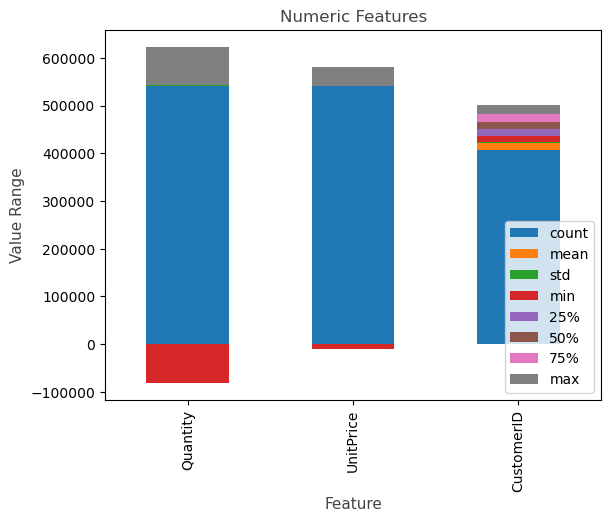 Numeric Features
Value Range
600000
500000
400000
300000
200000
100000
0
−100000
count
mean
std
min
25%
50%
75%
max
Quantity
UnitPrice
CustomerID
Feature